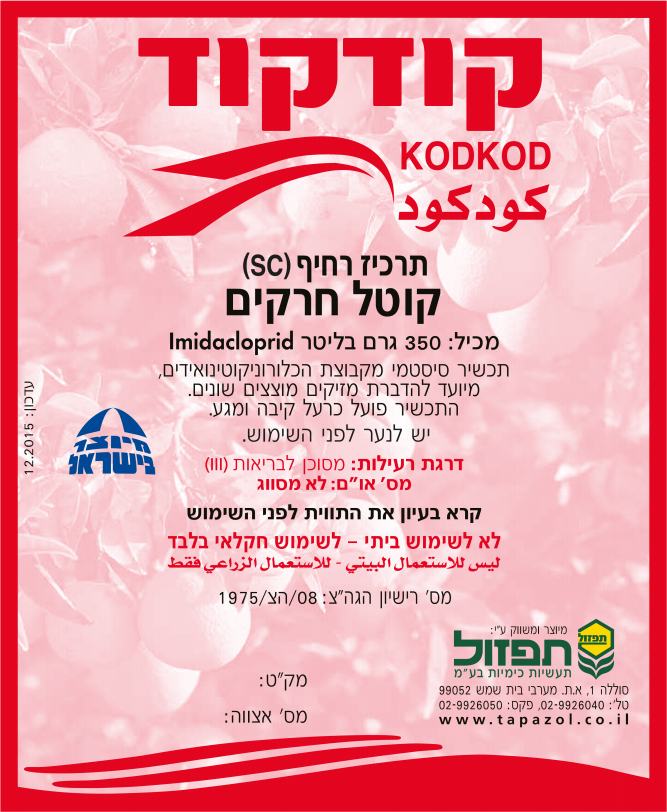 קודקוד
KODKOD
كودكود
תרכיז רחיף (SC)
קוטל חרקים
מכיל: 350 גרם בליטר Imidacloprid
תכשיר סיסטמי מקבוצת הכלורוניקוטינואידים,
מיועד להדברת מזיקים מוצצים שונים.
התכשיר פועל כרעל קיבה ומגע.
יש לנער לפני השימוש.
דרגת רעילות: מסוכן לבריאות (III)
מס' או"ם: לא מסווג
קרא בעיון את התווית לפני השימוש
לא לשימוש ביתי – לשימוש חקלאי בלבד
ليس للاستعمال البيتي - للاستعمال الزراعي فقط
מס' רישיון הגה"צ: 08/הצ/1975
עדכון: 12.2015
תוצר
בישראל
מק"ט:
מס' אצווה:
מיוצר ומשווק ע"י:
תפזול
תפזול
תעשיות כימיות בע"מ
סוללה 1, א.ת. מערבי בית שמש 99052
טל': 02-9926040, פקס: 02-9926050
www.tapazol.co.il